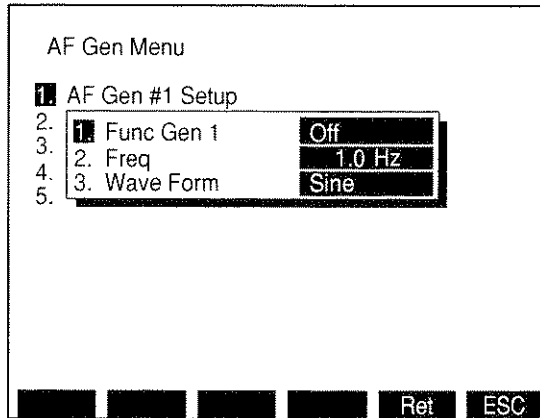 AF Gen Menu
1. AF Gen #1 Setup
2.
3.
4.
5.
1. Func Gen 1 Off
2. Freq 1.0 Hz
3. Wave Form Sine
Ret ESC